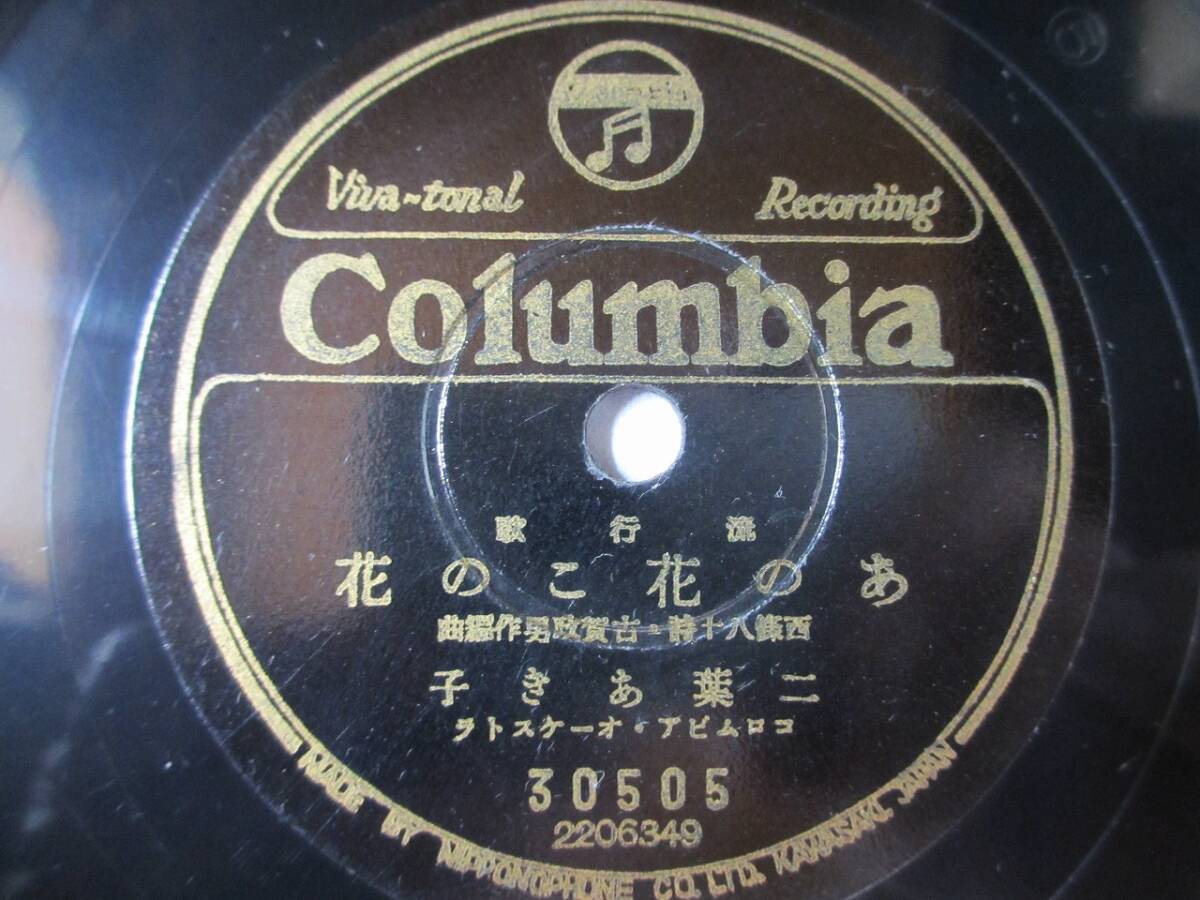 Viva-tonal Recording
Columbia
流行歌
あの花この花
西條八十詩・古賀政男作編曲
二葉あき子
コロムビア・オーケストラ
30505
2206349
MADE BY NIPPONOPHONE CO., LTD. KAWASAKI, JAPAN